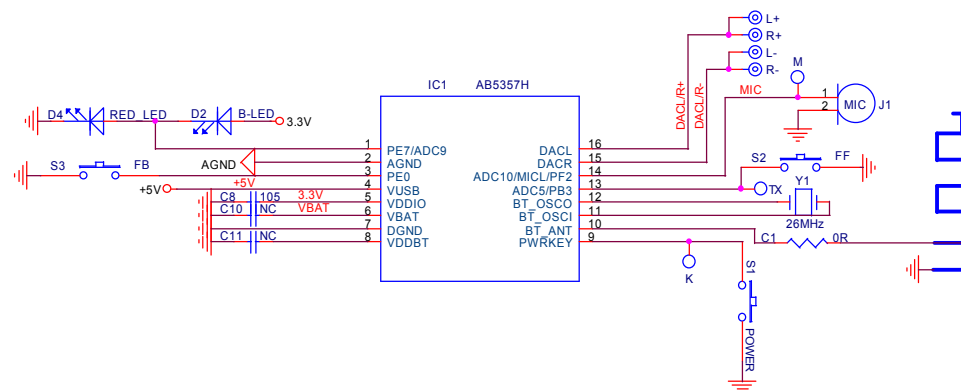 L+
R+
L-
R-
DACL/R+
DACL/R-
M
MIC
1
2
MIC
J1
IC1 AB5357H
D4 RED_LED D2 B-LED 3.3V
1 PE7/ADC9 DACL 16
2 AGND DACR 15
3 PE0 ADC10/MICL/PF2 14
4 VUSB ADC5/PB3 13
5 VDDIO BT_OSCO 12
6 VBAT BT_OSCI 11
7 DGND BT_ANT 10
8 VDDBT PWRKEY 9
AGND
S3 FB
+5V +5V
C8 105 3.3V
C10 NC VBAT
C11 NC
S2 FF
TX
Y1
26MHz
C1 0R
K
S1
POWER